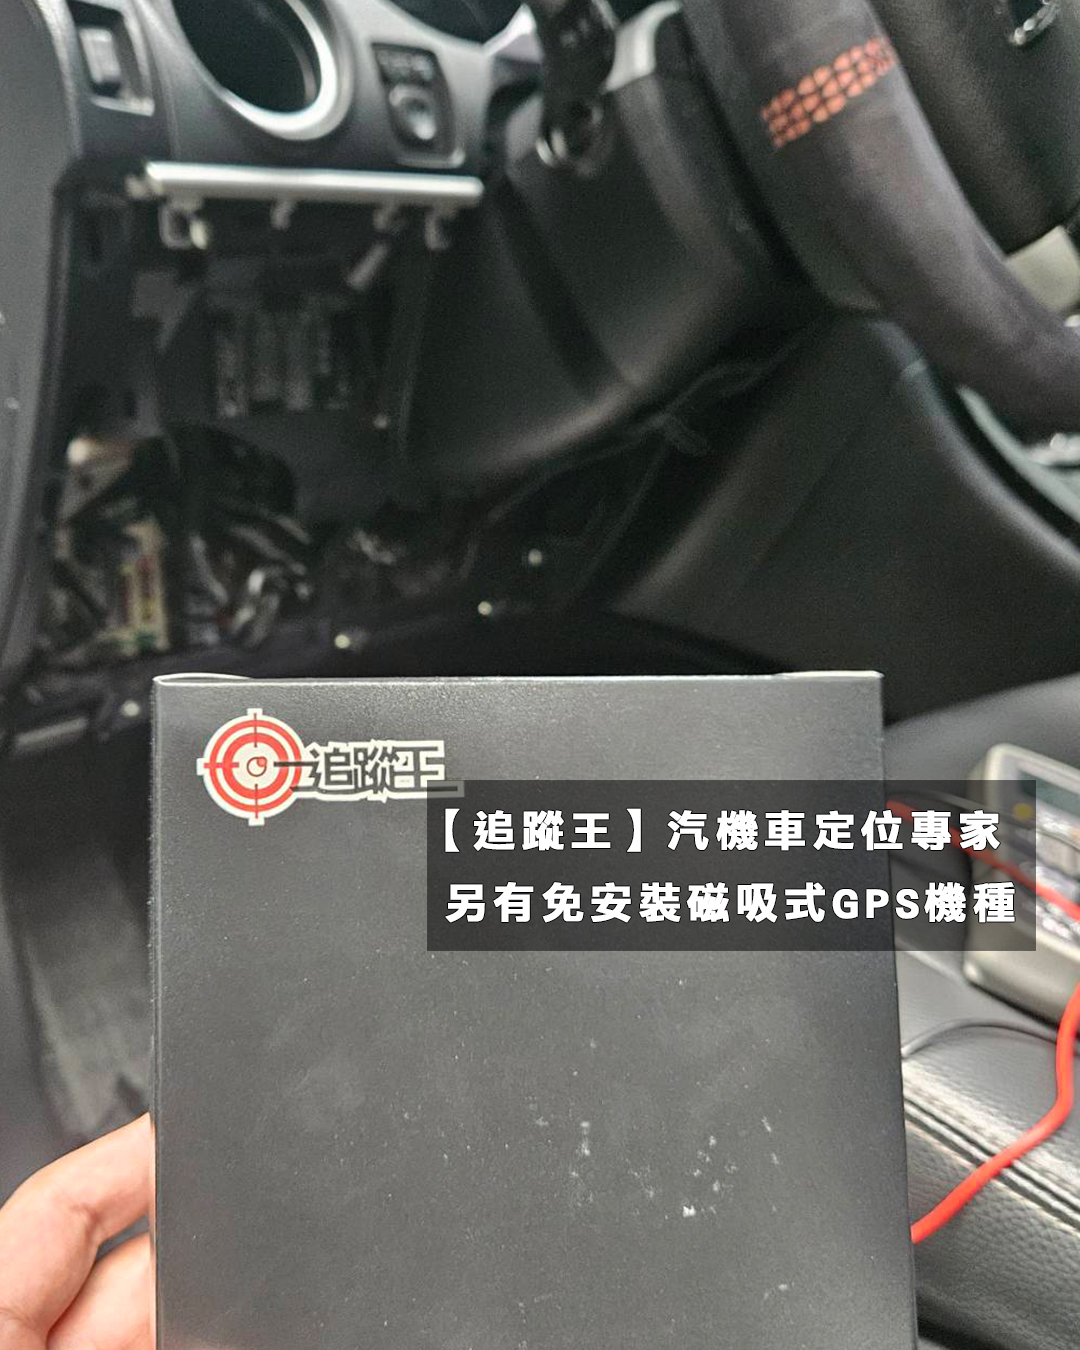 追蹤王
【追蹤王】汽機車定位專家
另有免安裝磁吸式GPS機種